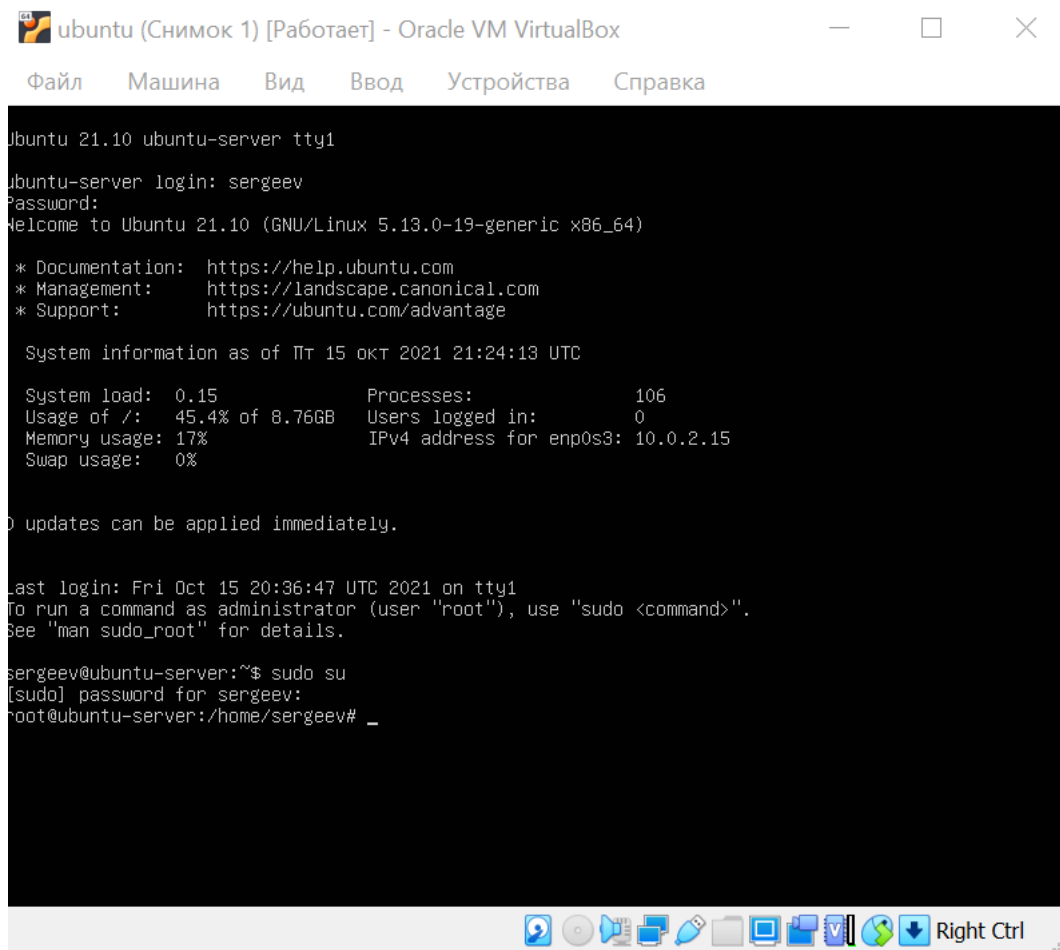 64
ubuntu (Снимок 1) [Работает] - Oracle VM VirtualBox
Файл Машина Вид Ввод Устройства Справка
Ubuntu 21.10 ubuntu-server tty1
ubuntu-server login: sergeev
Password:
Welcome to Ubuntu 21.10 (GNU/Linux 5.13.0-19-generic x86_64)
* Documentation: https://help.ubuntu.com
* Management: https://landscape.canonical.com
* Support: https://ubuntu.com/advantage
System information as of Пт 15 окт 2021 21:24:13 UTC
System load: 0.15 Processes: 106
Usage of /: 45.4% of 8.76GB Users logged in: 0
Memory usage: 17% IPv4 address for enp0s3: 10.0.2.15
Swap usage: 0%
0 updates can be applied immediately.
Last login: Fri Oct 15 20:36:47 UTC 2021 on tty1
To run a command as administrator (user "root"), use "sudo <command>".
See "man sudo_root" for details.
sergeev@ubuntu-server:~$ sudo su
[sudo] password for sergeev:
root@ubuntu-server:/home/sergeev# _
Right Ctrl